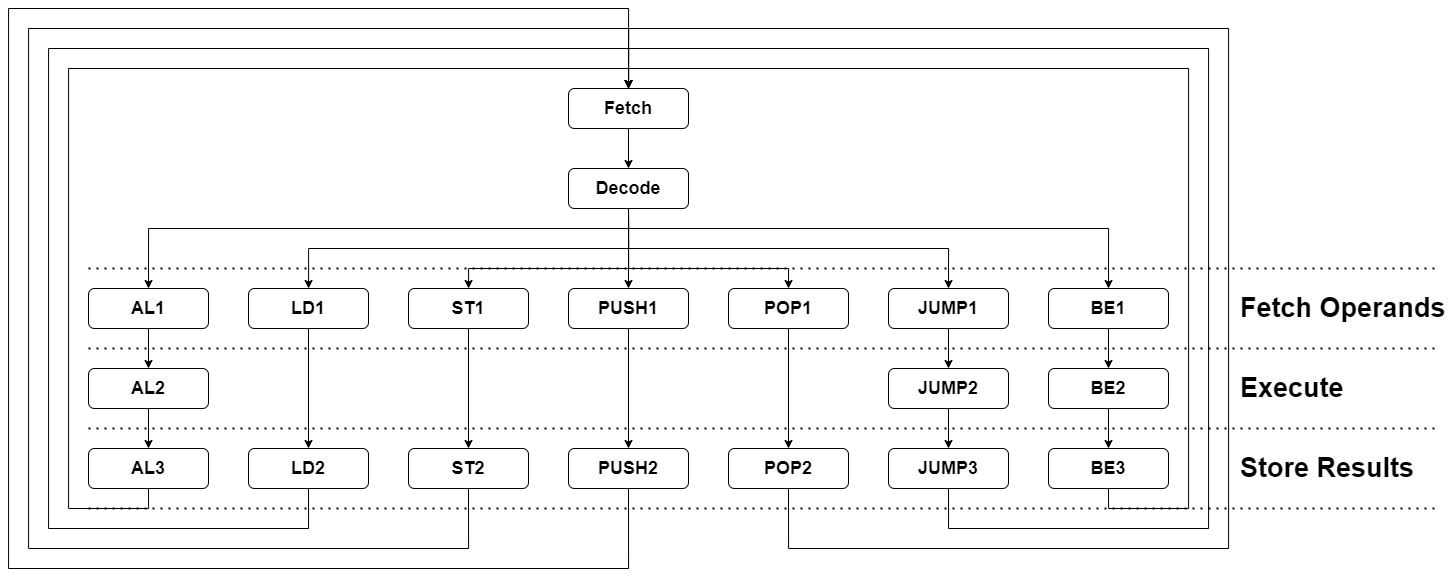 Fetch
Decode
AL1 LD1 ST1 PUSH1 POP1 JUMP1 BE1 Fetch Operands
AL2 JUMP2 BE2 Execute
AL3 LD2 ST2 PUSH2 POP2 JUMP3 BE3 Store Results